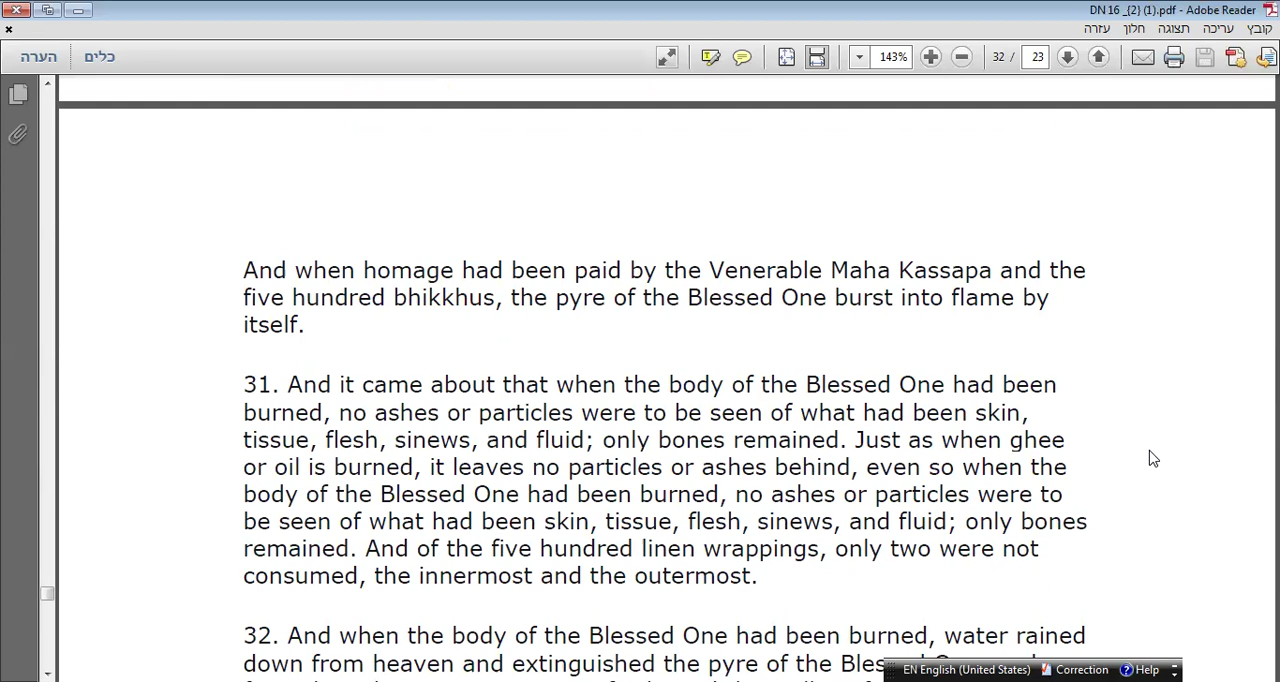 DN 16 _{2} (1).pdf - Adobe Reader
קובץ עריכה תצוגה חלון עזרה
כלים הערה 143% 32 / 23
And when homage had been paid by the Venerable Maha Kassapa and the
five hundred bhikkhus, the pyre of the Blessed One burst into flame by
itself.
31. And it came about that when the body of the Blessed One had been
burned, no ashes or particles were to be seen of what had been skin,
tissue, flesh, sinews, and fluid; only bones remained. Just as when ghee
or oil is burned, it leaves no particles or ashes behind, even so when the
body of the Blessed One had been burned, no ashes or particles were to
be seen of what had been skin, tissue, flesh, sinews, and fluid; only bones
remained. And of the five hundred linen wrappings, only two were not
consumed, the innermost and the outermost.
32. And when the body of the Blessed One had been burned, water rained
down from heaven and extinguished the pyre of the
EN English (United States) Correction Help